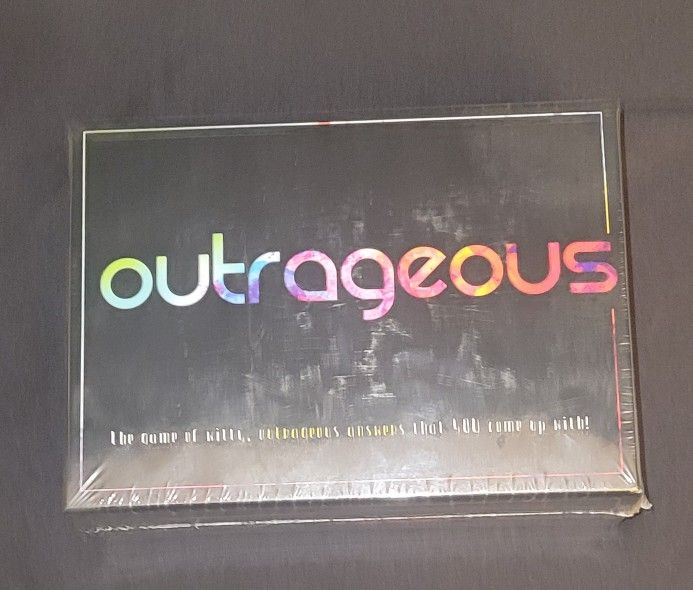 outrageous
the game of witty, outrageous answers that YOU come up with!